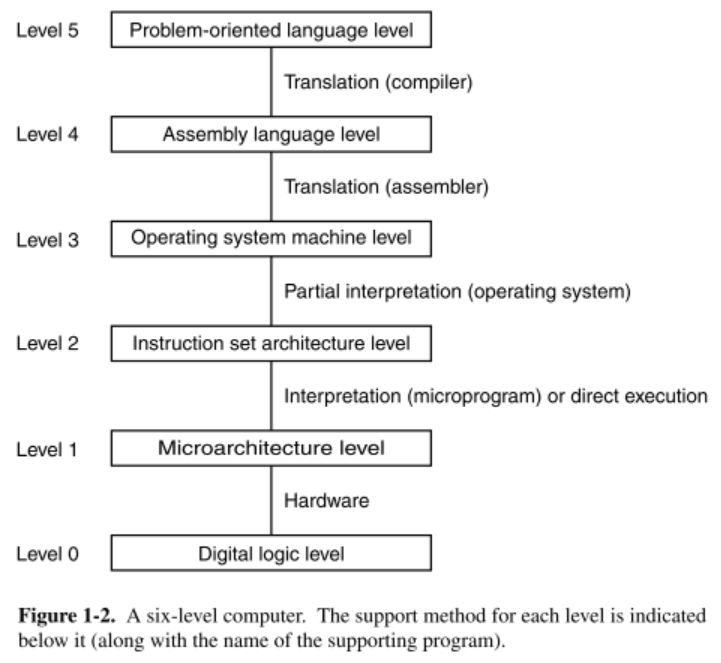 Level 5 Problem-oriented language level
Translation (compiler)
Level 4 Assembly language level
Translation (assembler)
Level 3 Operating system machine level
Partial interpretation (operating system)
Level 2 Instruction set architecture level
Interpretation (microprogram) or direct execution
Level 1 Microarchitecture level
Hardware
Level 0 Digital logic level
Figure 1-2. A six-level computer. The support method for each level is indicated
below it (along with the name of the supporting program).